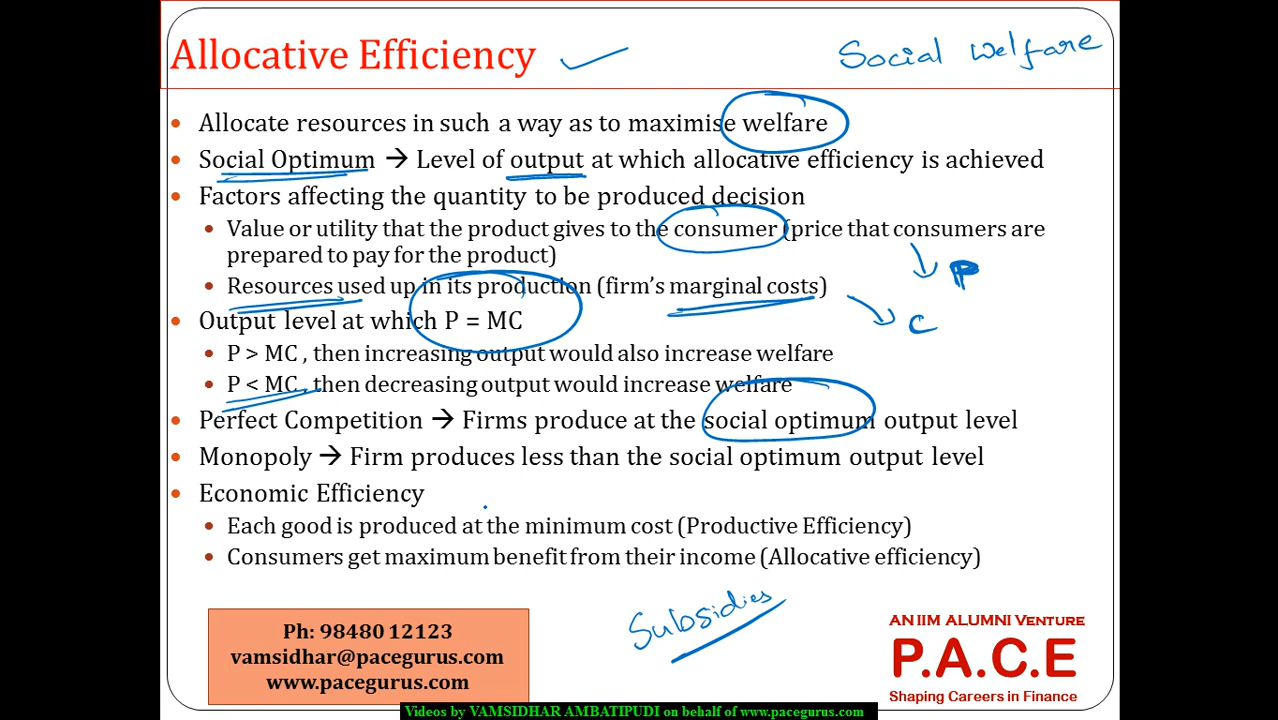 Allocative Efficiency
Social Welfare
• Allocate resources in such a way as to maximise welfare
• Social Optimum → Level of output at which allocative efficiency is achieved
• Factors affecting the quantity to be produced decision
• Value or utility that the product gives to the consumer (price that consumers are
prepared to pay for the product)
P
• Resources used up in its production (firm's marginal costs)
C
• Output level at which P = MC
• P > MC , then increasing output would also increase welfare
• P < MC , then decreasing output would increase welfare
• Perfect Competition → Firms produce at the social optimum output level
• Monopoly → Firm produces less than the social optimum output level
• Economic Efficiency
• Each good is produced at the minimum cost (Productive Efficiency)
• Consumers get maximum benefit from their income (Allocative efficiency)
Subsidies
Ph: 98480 12123
vamsidhar@pacegurus.com
www.pacegurus.com
AN IIM ALUMNI VENTURE
P.A.C.E
Shaping Careers in Finance
Videos by VAMSIDHAR AMBATIPUDI on behalf of www.pacegurus.com